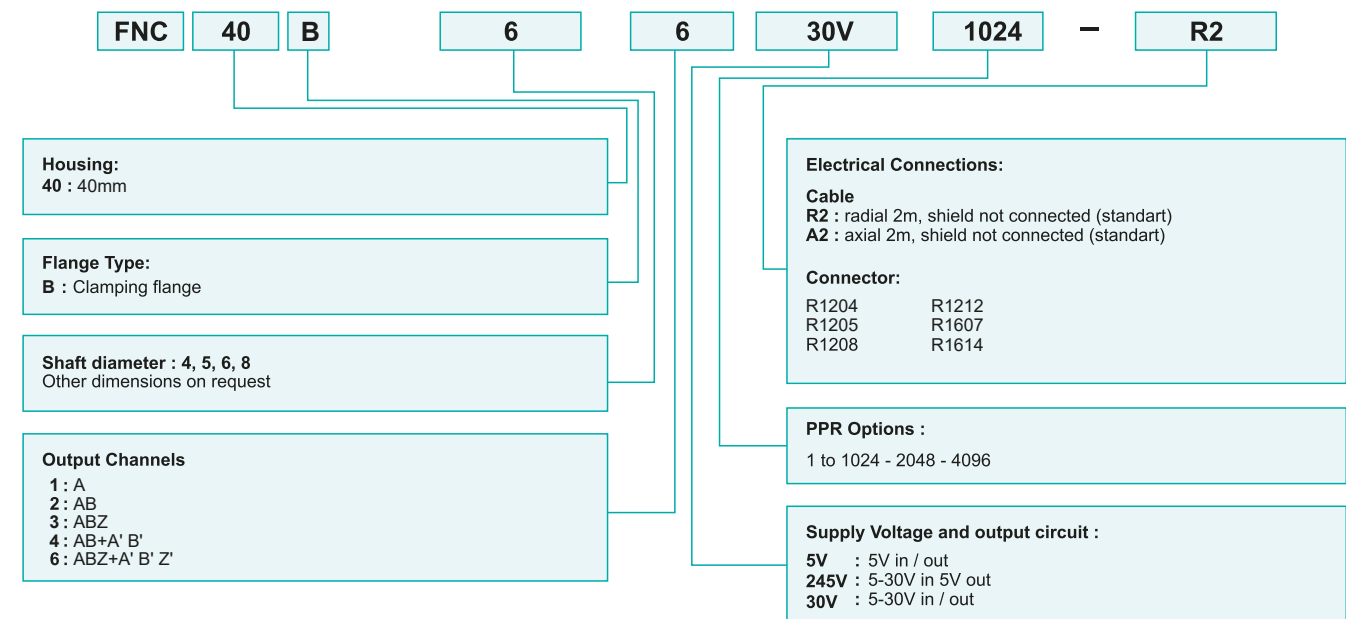 FNC 40 B 6 6 30V 1024 – R2
Housing:
40 : 40mm
Flange Type:
B : Clamping flange
Shaft diameter : 4, 5, 6, 8
Other dimensions on request
Output Channels
1 : A
2 : AB
3 : ABZ
4 : AB+A' B'
6 : ABZ+A' B' Z'
Electrical Connections:
Cable
R2 : radial 2m, shield not connected (standart)
A2 : axial 2m, shield not connected (standart)
Connector:
R1204 R1212
R1205 R1607
R1208 R1614
PPR Options :
1 to 1024 - 2048 - 4096
Supply Voltage and output circuit :
5V : 5V in / out
245V : 5-30V in 5V out
30V : 5-30V in / out